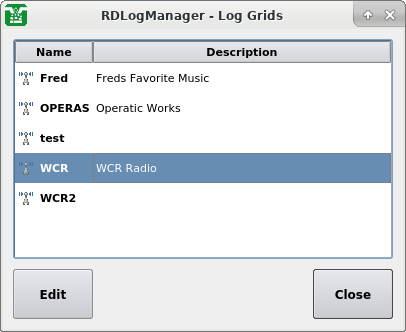 RDLogManager - Log Grids
Name Description
Fred Freds Favorite Music
OPERAS Operatic Works
test
WCR WCR Radio
WCR2
Edit Close